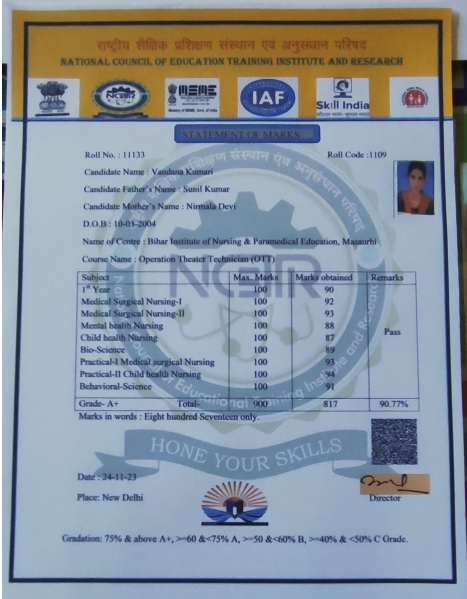 राष्ट्रीय शैक्षिक प्रशिक्षण संस्थान एवं अनुसंधान परिषद
NATIONAL COUNCIL OF EDUCATION TRAINING INSTITUTE AND RESEARCH
NCETIR MSME IAF Skill India
STATEMENT OF MARKS
Roll No. : 11133 Roll Code :1109
Candidate Name : Vandana Kumari
Candidate Father's Name : Sunil Kumar
Candidate Mother's Name : Nirmala Devi
D.O.B : 10-03-2004
Name of Centre : Bihar Institute of Nursing & Paramedical Education, Masaurhi
Course Name : Operation Theater Technician (OTT)
Subject Max. Marks Marks obtained Remarks
1st Year 100 90
Medical Surgical Nursing-I 100 92
Medical Surgical Nursing-II 100 93
Mental health Nursing 100 88
Child health Nursing 100 87
Pass
Bio-Science 100 89
Practical-I Medical surgical Nursing 100 93
Practical-II Child health Nursing 100 94
Behavioral-Science 100 91
Grade- A+ Total- 900 817 90.77%
Marks in words : Eight hundred Seventeen only.
HONE YOUR SKILLS
Date : 24-11-23
Place: New Delhi
Director
Gradation: 75% & above A+, >=60 &<75% A, >=50 &<60% B, >=40% & <50% C Grade.